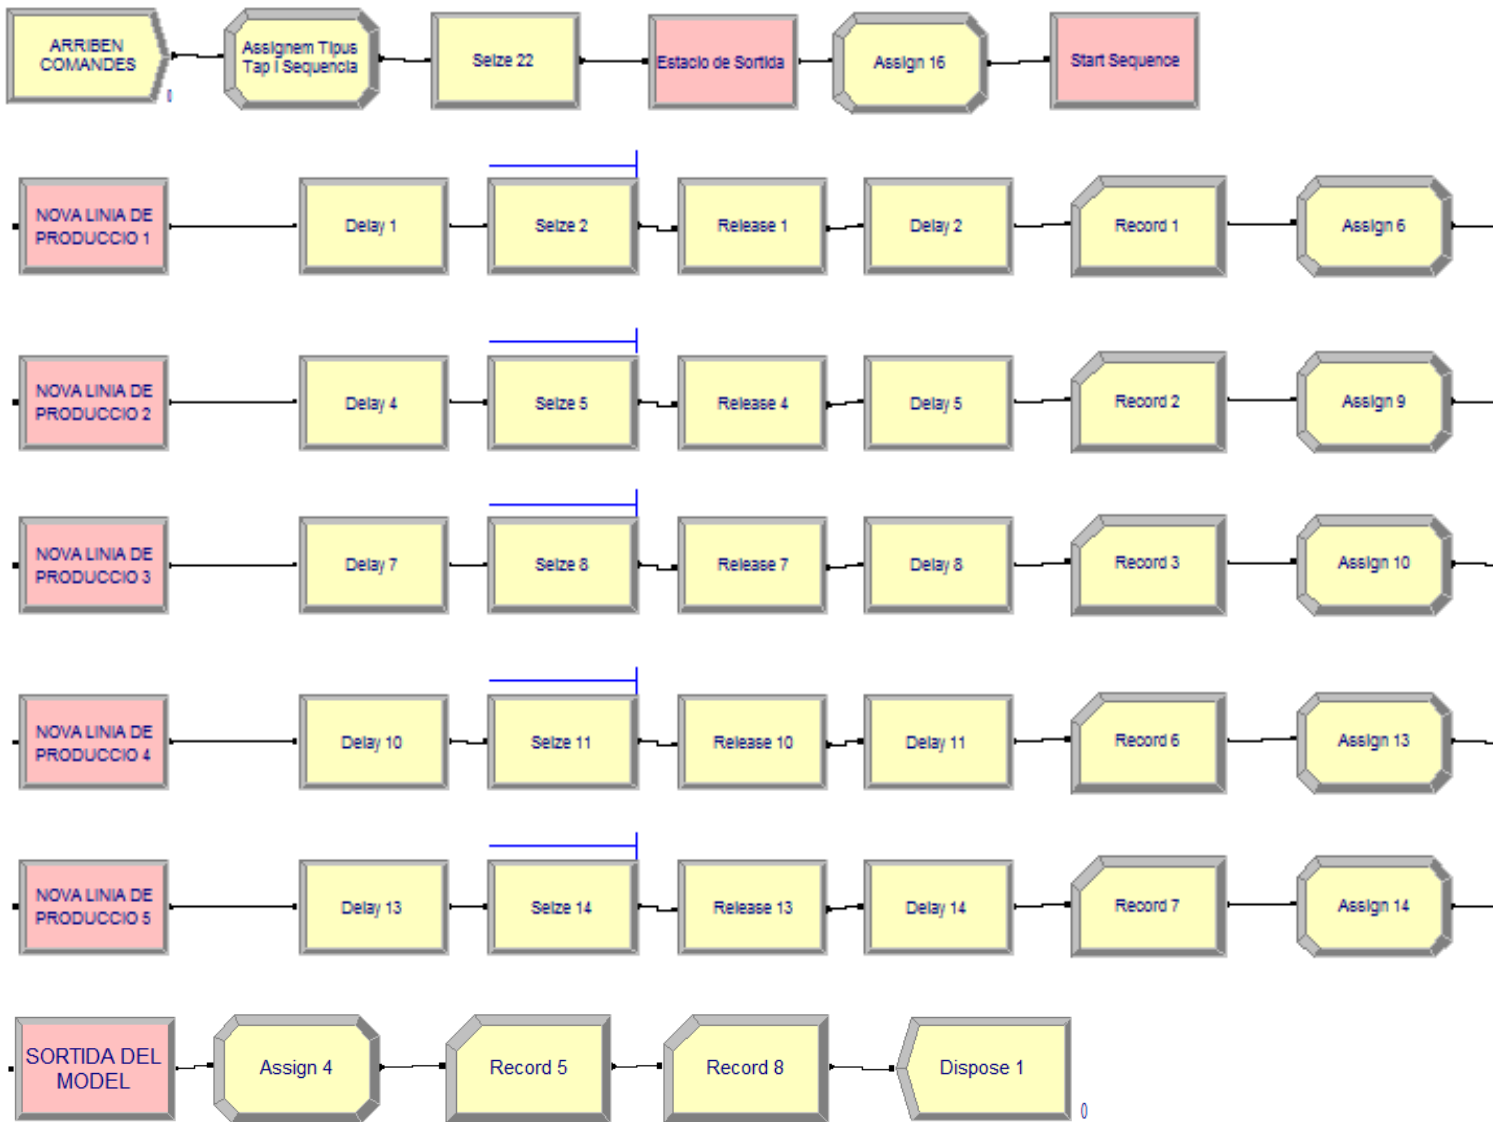 ARRIBEN
COMANDES
0
Assignem Tipus
Tap i Sequencia
Seize 22
Estacio de Sortida
Assign 16
Start Sequence
NOVA LINIA DE
PRODUCCIO 1
Delay 1
Seize 2
Release 1
Delay 2
Record 1
Assign 6
NOVA LINIA DE
PRODUCCIO 2
Delay 4
Seize 5
Release 4
Delay 5
Record 2
Assign 9
NOVA LINIA DE
PRODUCCIO 3
Delay 7
Seize 8
Release 7
Delay 8
Record 3
Assign 10
NOVA LINIA DE
PRODUCCIO 4
Delay 10
Seize 11
Release 10
Delay 11
Record 6
Assign 13
NOVA LINIA DE
PRODUCCIO 5
Delay 13
Seize 14
Release 13
Delay 14
Record 7
Assign 14
SORTIDA DEL
MODEL
Assign 4
Record 5
Record 8
Dispose 1
0